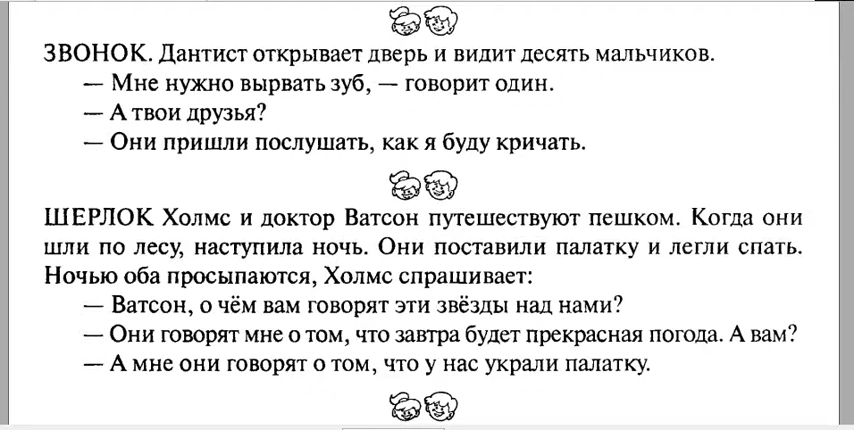 ЗВОНОК. Дантист открывает дверь и видит десять мальчиков.
— Мне нужно вырвать зуб, — говорит один.
— А твои друзья?
— Они пришли послушать, как я буду кричать.
ШЕРЛОК Холмс и доктор Ватсон путешествуют пешком. Когда они
шли по лесу, наступила ночь. Они поставили палатку и легли спать.
Ночью оба просыпаются, Холмс спрашивает:
— Ватсон, о чём вам говорят эти звёзды над нами?
— Они говорят мне о том, что завтра будет прекрасная погода. А вам?
— А мне они говорят о том, что у нас украли палатку.